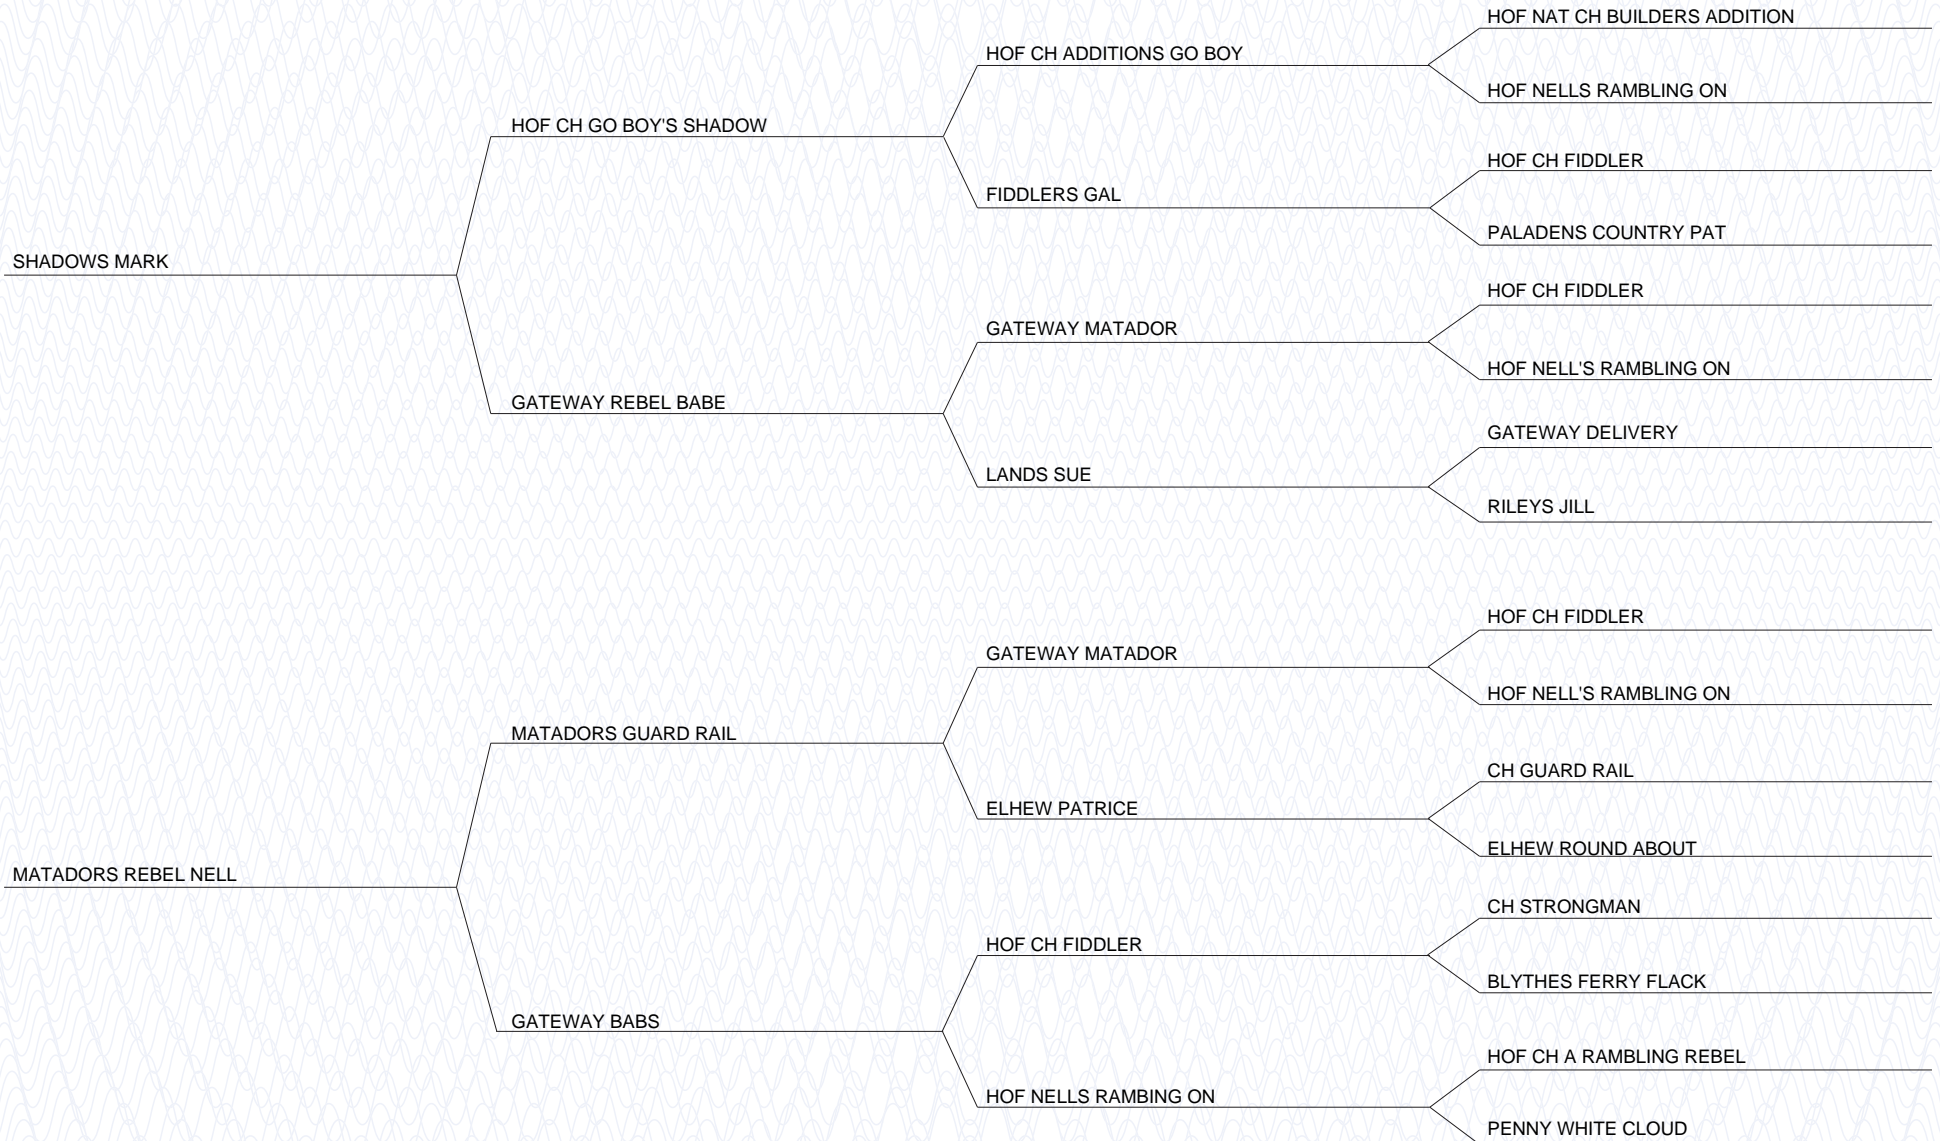 HOF NAT CH BUILDERS ADDITION
HOF CH ADDITIONS GO BOY
HOF NELLS RAMBLING ON
HOF CH GO BOY'S SHADOW
HOF CH FIDDLER
FIDDLERS GAL
PALADENS COUNTRY PAT
SHADOWS MARK
HOF CH FIDDLER
GATEWAY MATADOR
HOF NELL'S RAMBLING ON
GATEWAY REBEL BABE
GATEWAY DELIVERY
LANDS SUE
RILEYS JILL
HOF CH FIDDLER
GATEWAY MATADOR
HOF NELL'S RAMBLING ON
MATADORS GUARD RAIL
CH GUARD RAIL
ELHEW PATRICE
ELHEW ROUND ABOUT
MATADORS REBEL NELL
CH STRONGMAN
HOF CH FIDDLER
BLYTHES FERRY FLACK
GATEWAY BABS
HOF CH A RAMBLING REBEL
HOF NELLS RAMBING ON
PENNY WHITE CLOUD